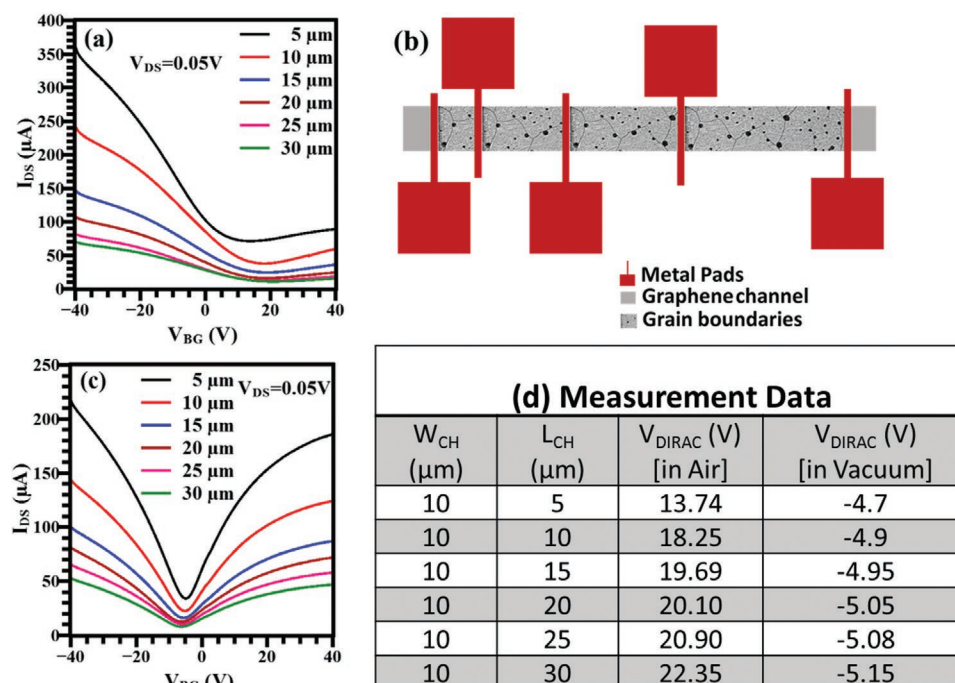 (a)
V_DS=0.05V
5 µm
10 µm
15 µm
20 µm
25 µm
30 µm
I_DS (µA)
400
350
300
250
200
150
100
50
0
−40 −20 0 20 40
V_BG (V)
(b)
Metal Pads
Graphene channel
Grain boundaries
(c)
V_DS=0.05V
5 µm
10 µm
15 µm
20 µm
25 µm
30 µm
I_DS (µA)
250
200
150
100
50
0
−40 −20 0 20 40
V_BG (V)
(d) Measurement Data
W_CH (µm) L_CH (µm) V_DIRAC (V) [in Air] V_DIRAC (V) [in Vacuum]
10 5 13.74 -4.7
10 10 18.25 -4.9
10 15 19.69 -4.95
10 20 20.10 -5.05
10 25 20.90 -5.08
10 30 22.35 -5.15